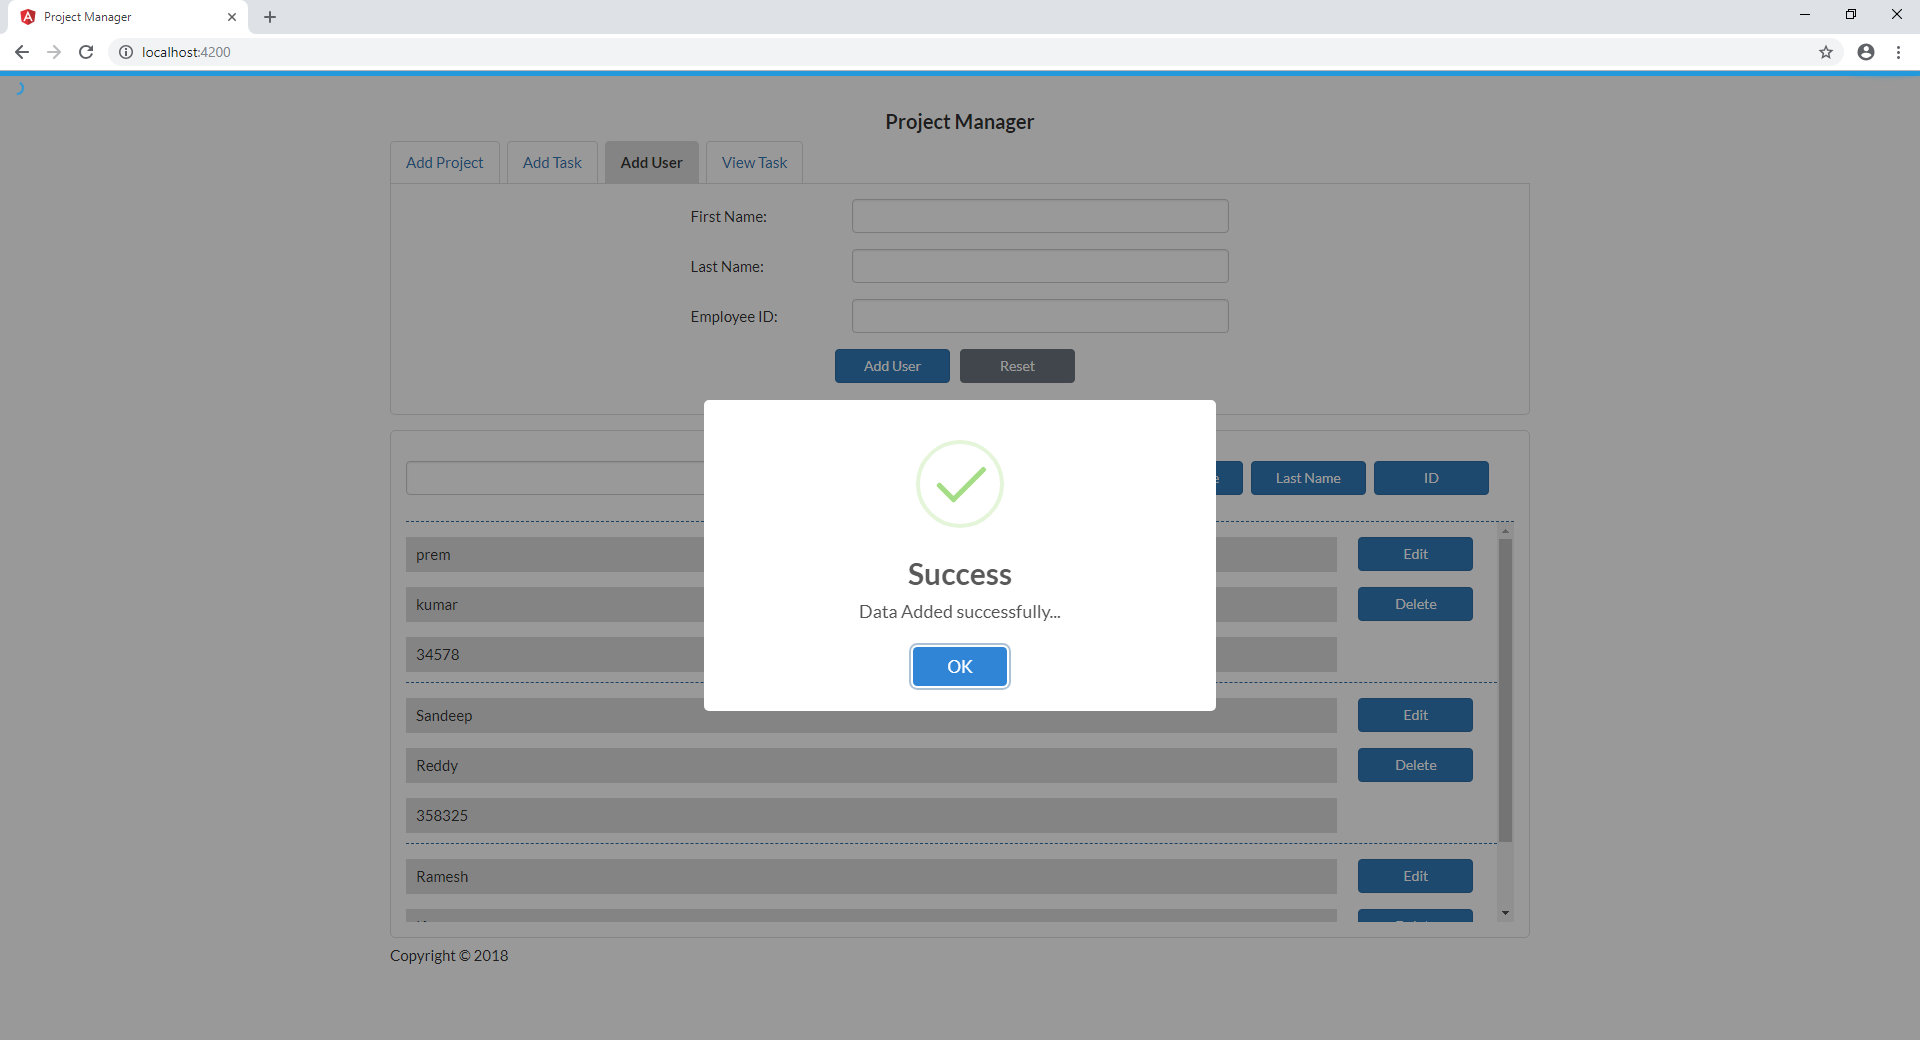 Project Manager
localhost:4200
Project Manager
Add Project
Add Task
Add User
View Task
First Name:
Last Name:
Employee ID:
Add User
Reset
Last Name
ID
Success
Data Added successfully...
OK
prem
Edit
kumar
Delete
34578
Sandeep
Edit
Reddy
Delete
358325
Ramesh
Edit
Copyright © 2018